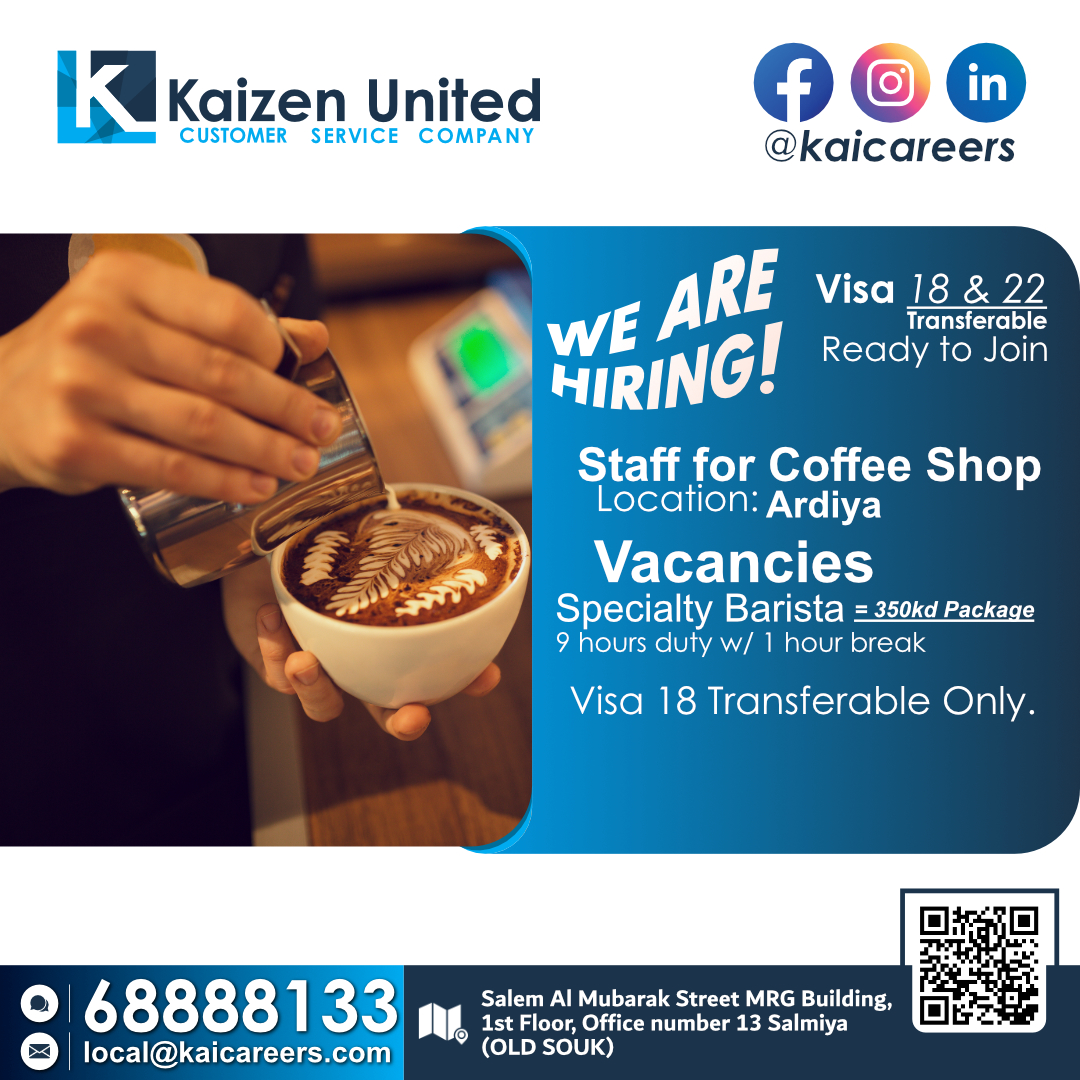 K
Kaizen United
CUSTOMER SERVICE COMPANY
f
in
@kaicareers
WE ARE
HIRING!
Visa 18 & 22
Transferable
Ready to Join
Staff for Coffee Shop
Location: Ardiya
Vacancies
Specialty Barista = 350kd Package
9 hours duty w/ 1 hour break
Visa 18 Transferable Only.
68888133
local@kaicareers.com
Salem Al Mubarak Street MRG Building,
1st Floor, Office number 13 Salmiya
(OLD SOUK)